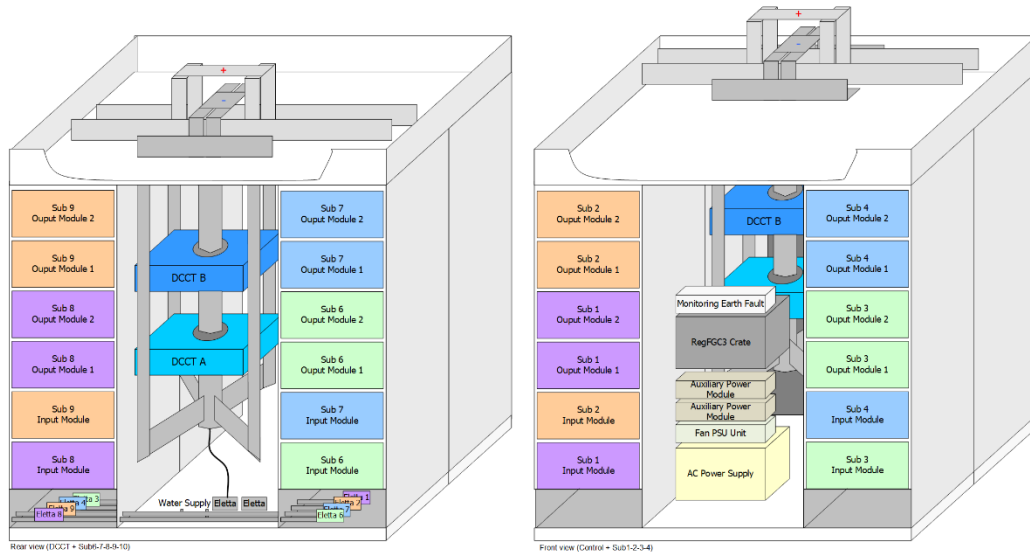 +
-
Sub 9
Ouput Module 2
Sub 9
Ouput Module 1
Sub 8
Ouput Module 2
Sub 8
Ouput Module 1
Sub 9
Input Module
Sub 8
Input Module
DCCT B
DCCT A
Sub 7
Ouput Module 2
Sub 7
Ouput Module 1
Sub 6
Ouput Module 2
Sub 6
Ouput Module 1
Sub 7
Input Module
Sub 6
Input Module
Eletta 3
Eletta 4
Eletta 9
Eletta 8
Water Supply
Eletta
Eletta
Eletta 1
Eletta 2
Eletta 7
Eletta 6
Rear view (DCCT + Sub6-7-8-9-10)
+
-
Sub 2
Ouput Module 2
Sub 2
Ouput Module 1
Sub 1
Ouput Module 2
Sub 1
Ouput Module 1
Sub 2
Input Module
Sub 1
Input Module
DCCT B
Monitoring Earth Fault
RegFGC3 Crate
Auxiliary Power
Module
Auxiliary Power
Module
Fan PSU Unit
AC Power Supply
Sub 4
Ouput Module 2
Sub 4
Ouput Module 1
Sub 3
Ouput Module 2
Sub 3
Ouput Module 1
Sub 4
Input Module
Sub 3
Input Module
Front view (Control + Sub1-2-3-4)